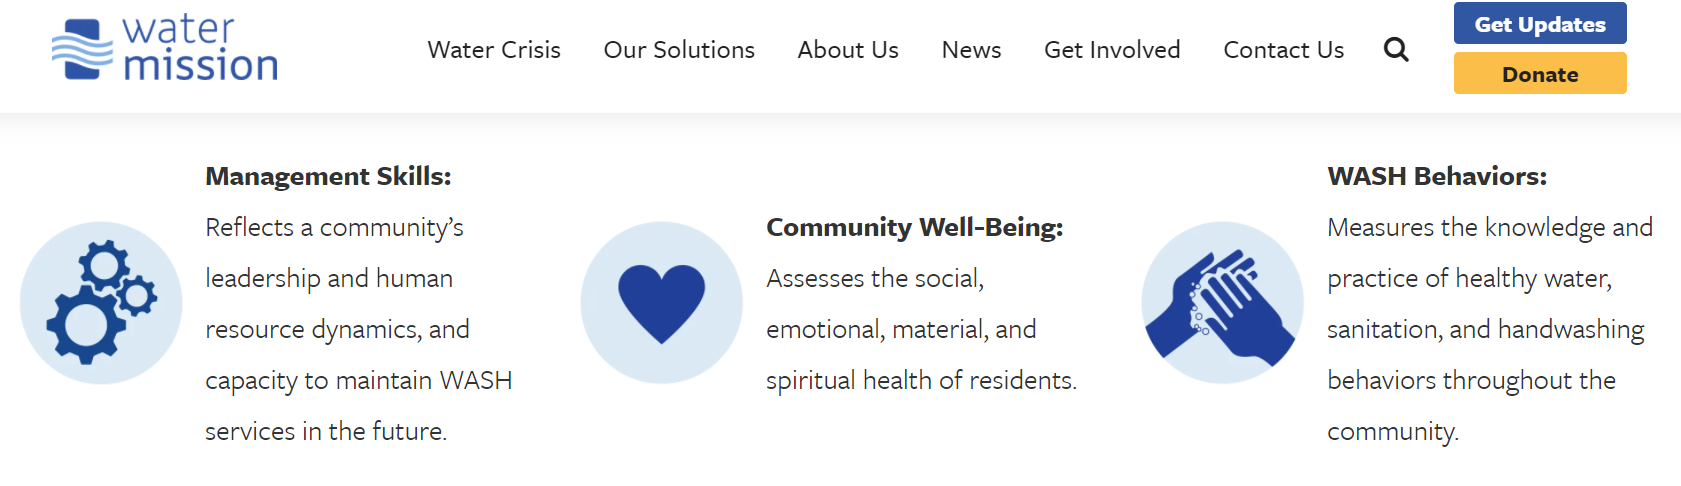 water
mission
Water Crisis Our Solutions About Us News Get Involved Contact Us
Get Updates
Donate
Management Skills:
Reflects a community’s
leadership and human
resource dynamics, and
capacity to maintain WASH
services in the future.
Community Well-Being:
Assesses the social,
emotional, material, and
spiritual health of residents.
WASH Behaviors:
Measures the knowledge and
practice of healthy water,
sanitation, and handwashing
behaviors throughout the
community.